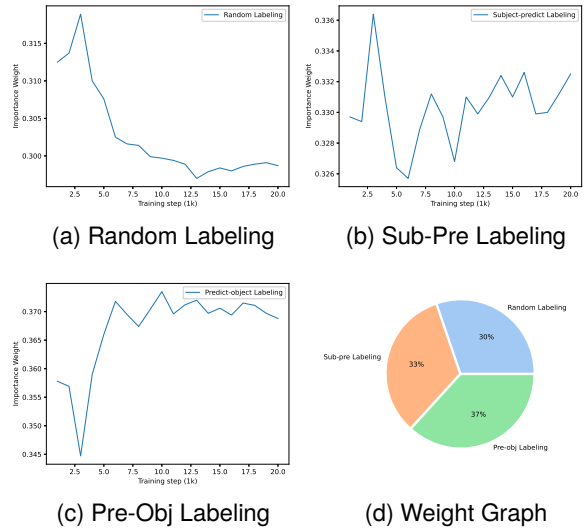 Random Labeling
0.315
0.310
0.305
0.300
Importance Weight
2.5 5.0 7.5 10.0 12.5 15.0 17.5 20.0
Training step (1k)
(a) Random Labeling
Subject-predict Labeling
0.336
0.334
0.332
0.330
0.328
0.326
Importance Weight
2.5 5.0 7.5 10.0 12.5 15.0 17.5 20.0
Training step (1k)
(b) Sub-Pre Labeling
Predict-object Labeling
0.370
0.365
0.360
0.355
0.350
0.345
Importance Weight
2.5 5.0 7.5 10.0 12.5 15.0 17.5 20.0
Training step (1k)
(c) Pre-Obj Labeling
Random Labeling
30%
Sub-pre Labeling
33%
37%
Pre-obj Labeling
(d) Weight Graph